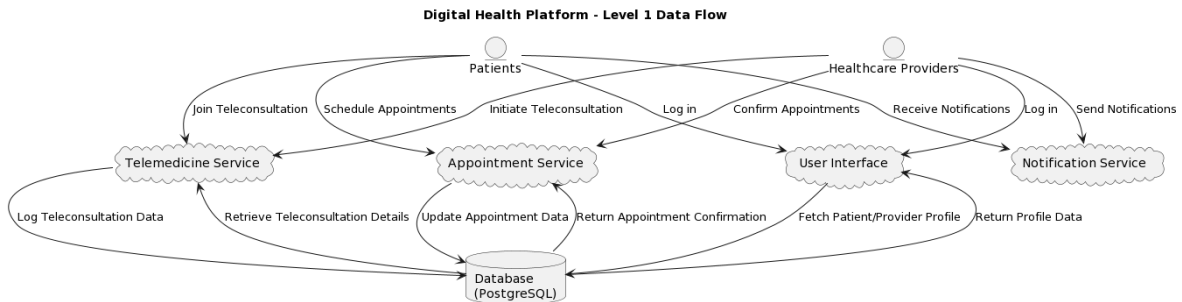 Digital Health Platform - Level 1 Data Flow
Patients
Healthcare Providers
Join Teleconsultation
Schedule Appointments
Initiate Teleconsultation
Log in
Confirm Appointments
Receive Notifications
Log in
Send Notifications
Telemedicine Service
Appointment Service
User Interface
Notification Service
Log Teleconsultation Data
Retrieve Teleconsultation Details
Update Appointment Data
Return Appointment Confirmation
Fetch Patient/Provider Profile
Return Profile Data
Database
(PostgreSQL)